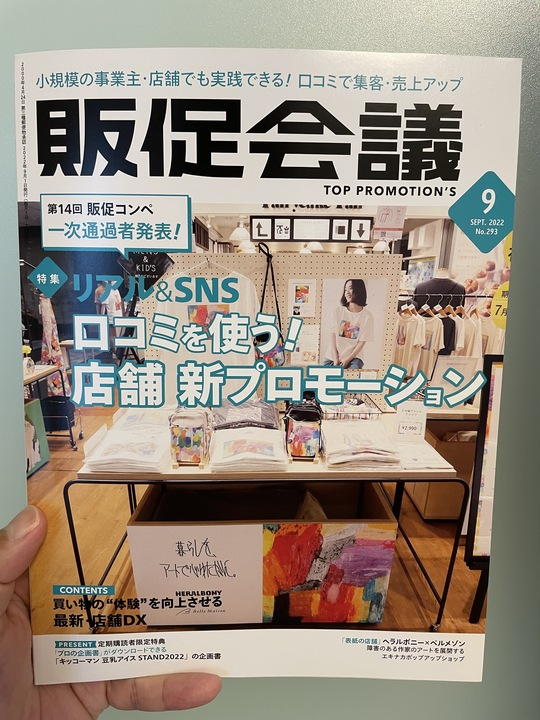 小規模の事業主・店舗でも実践できる! 口コミで集客・売上アップ
販促会議
TOP PROMOTION'S
9
SEPT. 2022
No.293
第14回 販促コンペ
一次通過者発表!
特集
リアル&SNS
口コミを使う!
店舗 新プロモーション
MEN'S
&
KID'S
¥2,990
暮らしを、
HERALBONY
Belle Maison
CONTENTS
買い物の“体験”を向上させる
最新・店舗DX
PRESENT 定期購読者限定特典
「プロの企画書」がダウンロードできる
「キッコーマン 豆乳アイス STAND2022」の企画書
「表紙の店舗」ヘラルボニー×ベルメゾン
障害のある作家のアートを展開する
エキナカポップアップショップ